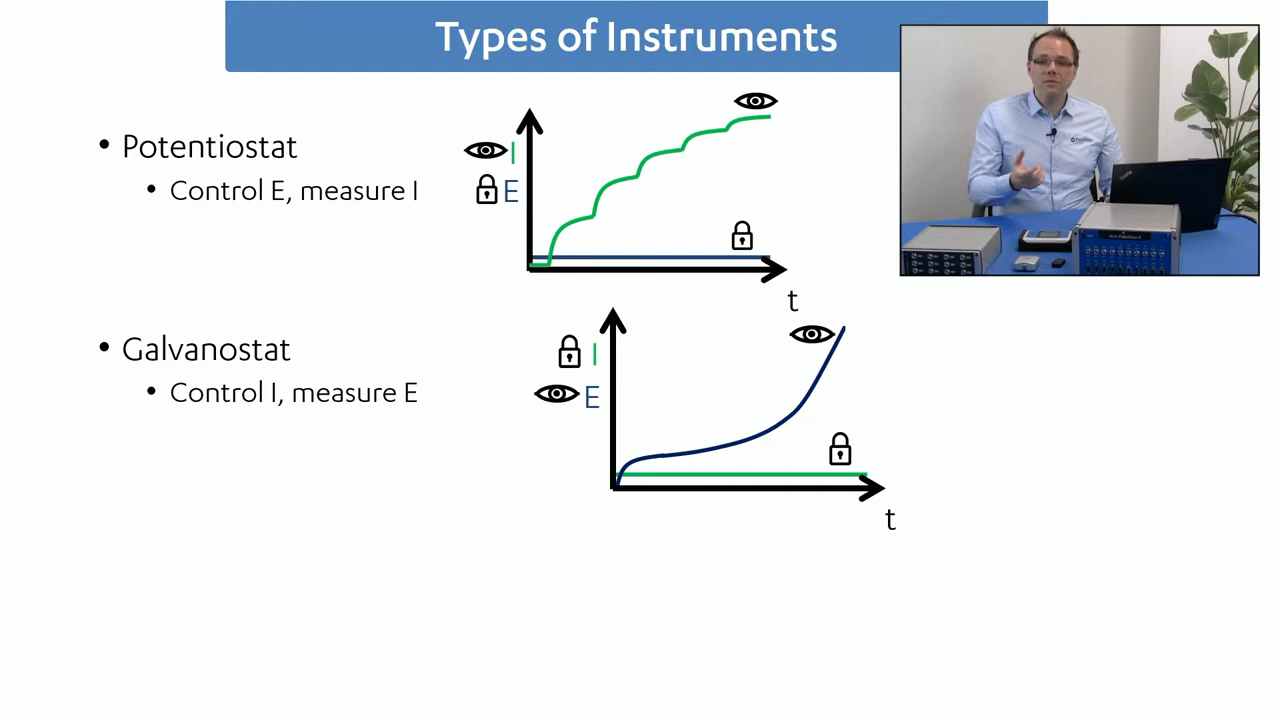 Types of Instruments
• Potentiostat
• Control E, measure I
I
E
t
• Galvanostat
• Control I, measure E
I
E
t